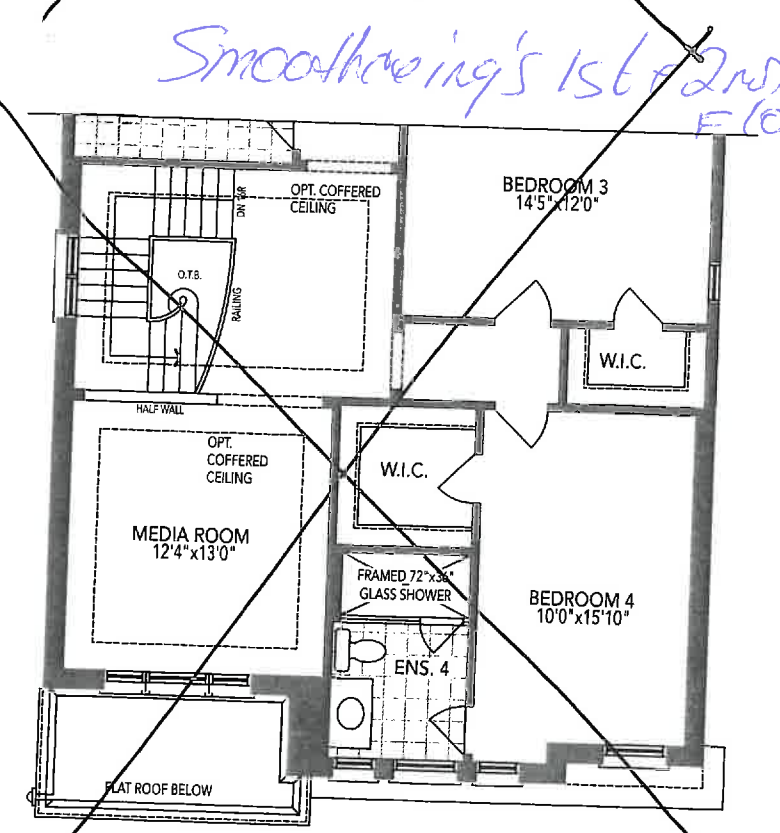 1st + 2nd
BEDROOM 3
14'5"x12'0"
OPT. COFFERED
CEILING
DN 16R
O.T.B.
RAILING
W.I.C.
HALF WALL
OPT.
COFFERED
CEILING
W.I.C.
MEDIA ROOM
12'4"x13'0"
FRAMED 72"x36"
GLASS SHOWER
BEDROOM 4
10'0"x15'10"
ENS. 4
FLAT ROOF BELOW